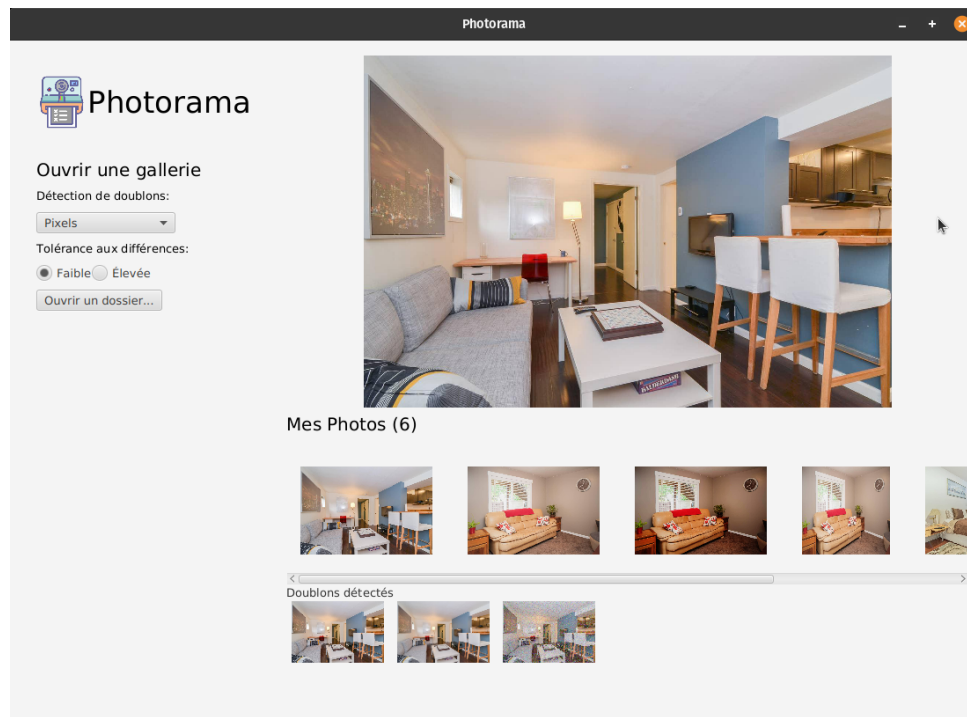 Photorama
Photorama
Ouvrir une gallerie
Détection de doublons:
Pixels
Tolérance aux différences:
Faible Élevée
Ouvrir un dossier...
BALDERDASH
Mes Photos (6)
Doublons détectés